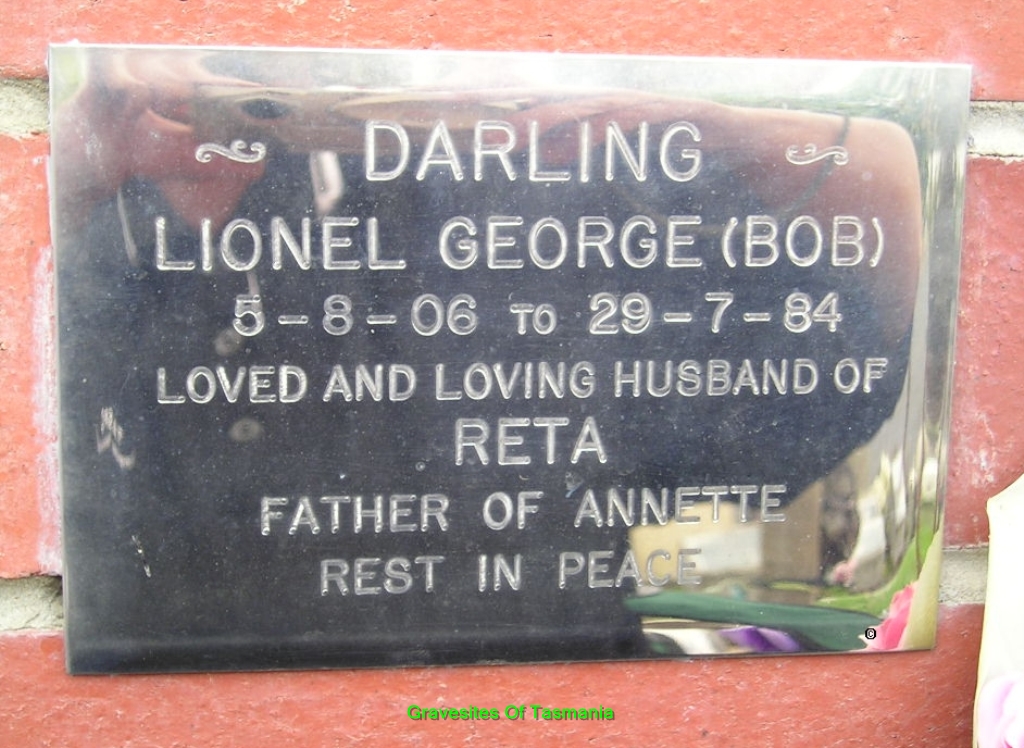 DARLING
LIONEL GEORGE (BOB)
5-8-06 TO 29-7-84
LOVED AND LOVING HUSBAND OF
RETA
FATHER OF ANNETTE
REST IN PEACE
©
Gravesites Of Tasmania